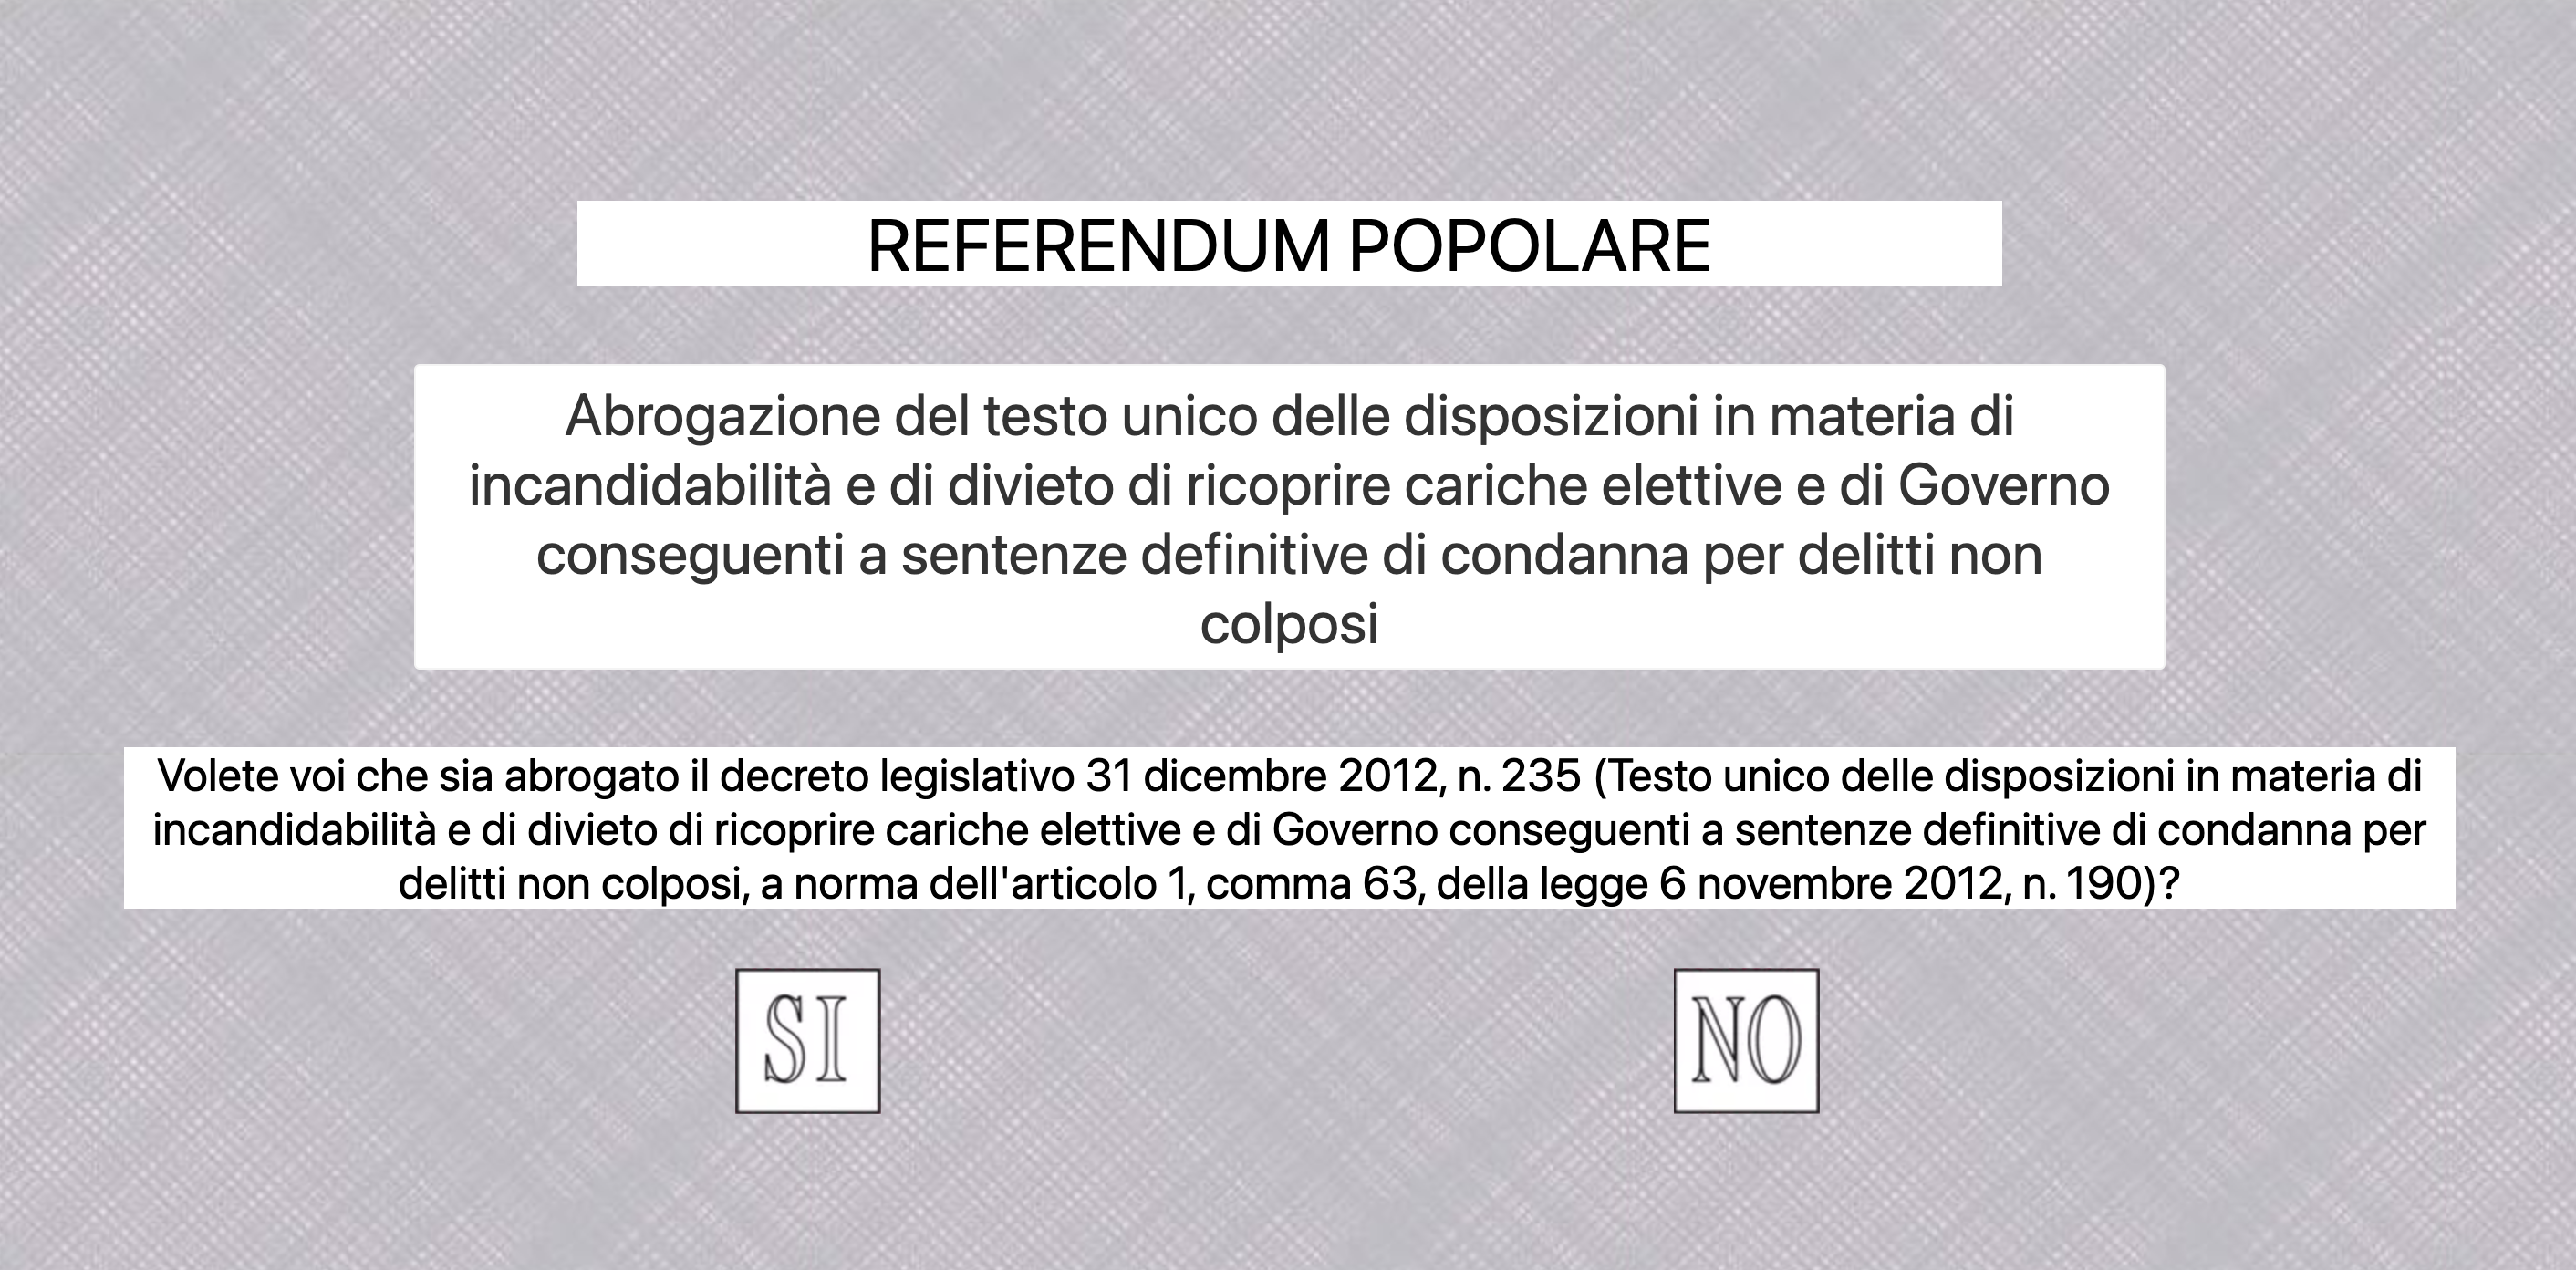 REFERENDUM POPOLARE
Abrogazione del testo unico delle disposizioni in materia di
incandidabilità e di divieto di ricoprire cariche elettive e di Governo
conseguenti a sentenze definitive di condanna per delitti non
colposi
Volete voi che sia abrogato il decreto legislativo 31 dicembre 2012, n. 235 (Testo unico delle disposizioni in materia di
incandidabilità e di divieto di ricoprire cariche elettive e di Governo conseguenti a sentenze definitive di condanna per
delitti non colposi, a norma dell'articolo 1, comma 63, della legge 6 novembre 2012, n. 190)?
SI NO